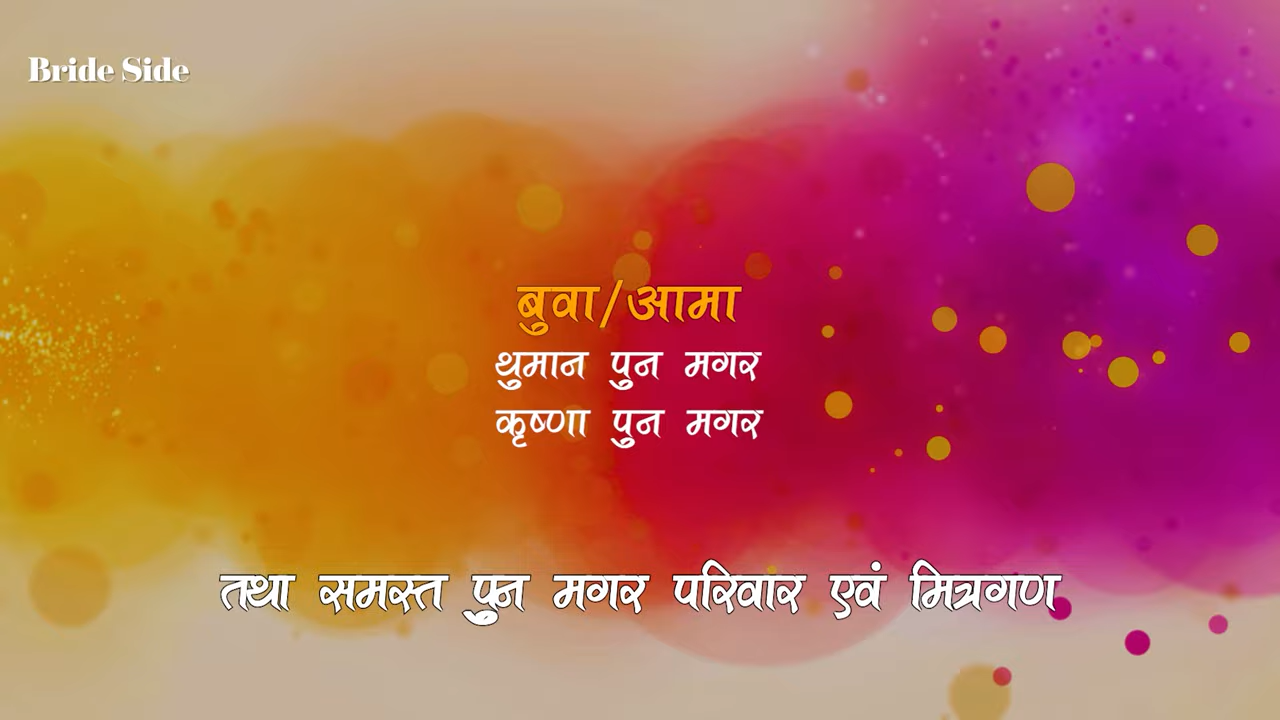 Bride Side
बुवा/आमा
थुमान पुन मगर
कृष्णा पुन मगर
तथा समस्त पुन मगर परिवार एवं मित्रगण